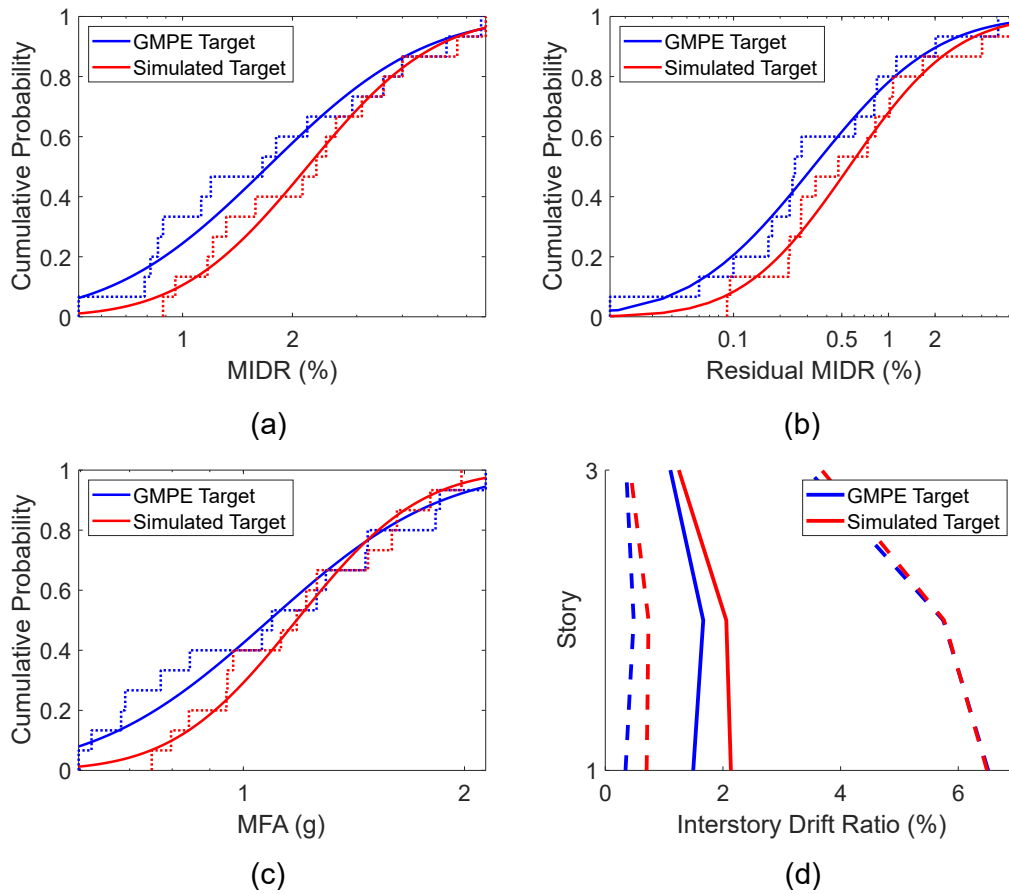 1
0.8
0.6
0.4
0.2
0
Cumulative Probability
GMPE Target
Simulated Target
1
2
MIDR (%)
(a)
1
0.8
0.6
0.4
0.2
0
Cumulative Probability
GMPE Target
Simulated Target
0.1
0.5
1
2
Residual MIDR (%)
(b)
1
0.8
0.6
0.4
0.2
0
Cumulative Probability
GMPE Target
Simulated Target
1
2
MFA (g)
(c)
3
1
Story
GMPE Target
Simulated Target
0
2
4
6
Interstory Drift Ratio (%)
(d)